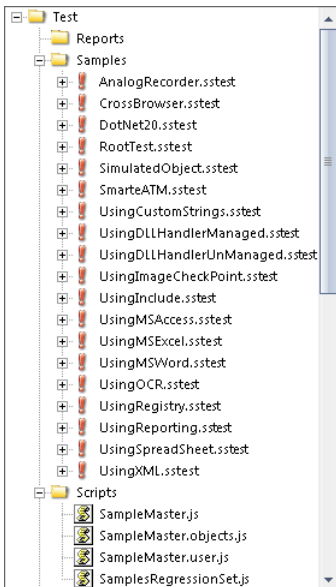 Test
Reports
Samples
AnalogRecorder.sstest
CrossBrowser.sstest
DotNet20.sstest
RootTest.sstest
SimulatedObject.sstest
SmarteATM.sstest
UsingCustomStrings.sstest
UsingDLLHandlerManaged.sstest
UsingDLLHandlerUnManaged.sstest
UsingImageCheckPoint.sstest
UsingInclude.sstest
UsingMSAccess.sstest
UsingMSExcel.sstest
UsingMSWord.sstest
UsingOCR.sstest
UsingRegistry.sstest
UsingReporting.sstest
UsingSpreadSheet.sstest
UsingXML.sstest
Scripts
SampleMaster.js
SampleMaster.objects.js
SampleMaster.user.js
SamplesRegressionSet.js